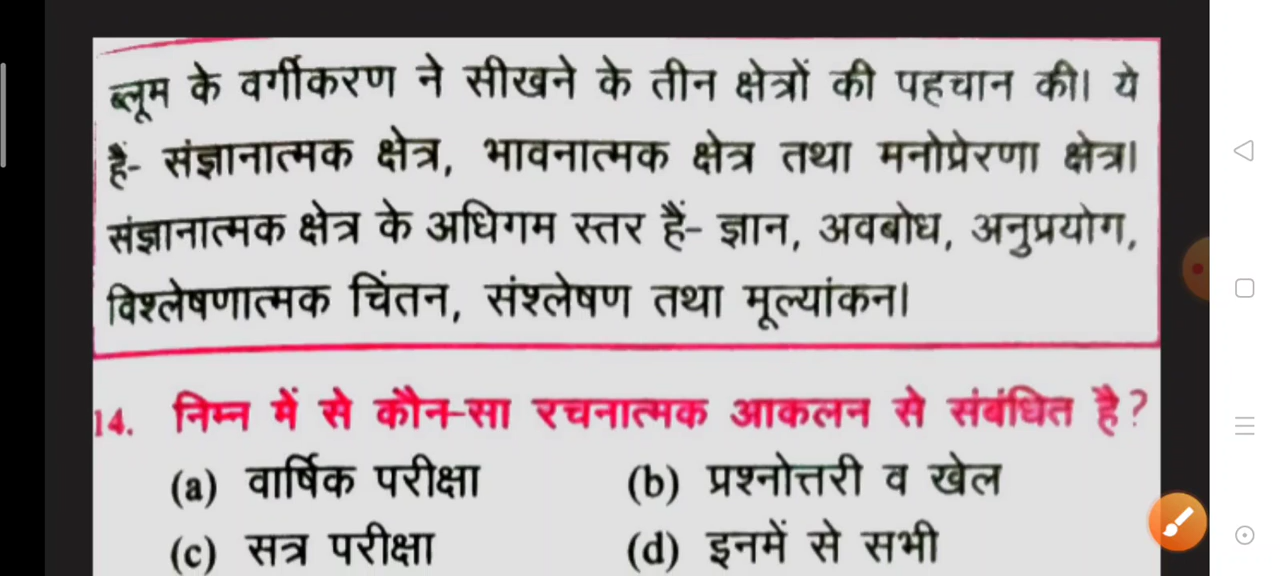 ब्लूम के वर्गीकरण ने सीखने के तीन क्षेत्रों की पहचान की। ये
हैं- संज्ञानात्मक क्षेत्र, भावनात्मक क्षेत्र तथा मनोप्रेरणा क्षेत्र।
संज्ञानात्मक क्षेत्र के अधिगम स्तर हैं- ज्ञान, अवबोध, अनुप्रयोग,
विश्लेषणात्मक चिंतन, संश्लेषण तथा मूल्यांकन।
14. निम्न में से कौन-सा रचनात्मक आकलन से संबंधित है?
(a) वार्षिक परीक्षा (b) प्रश्नोत्तरी व खेल
(c) सत्र परीक्षा (d) इनमें से सभी